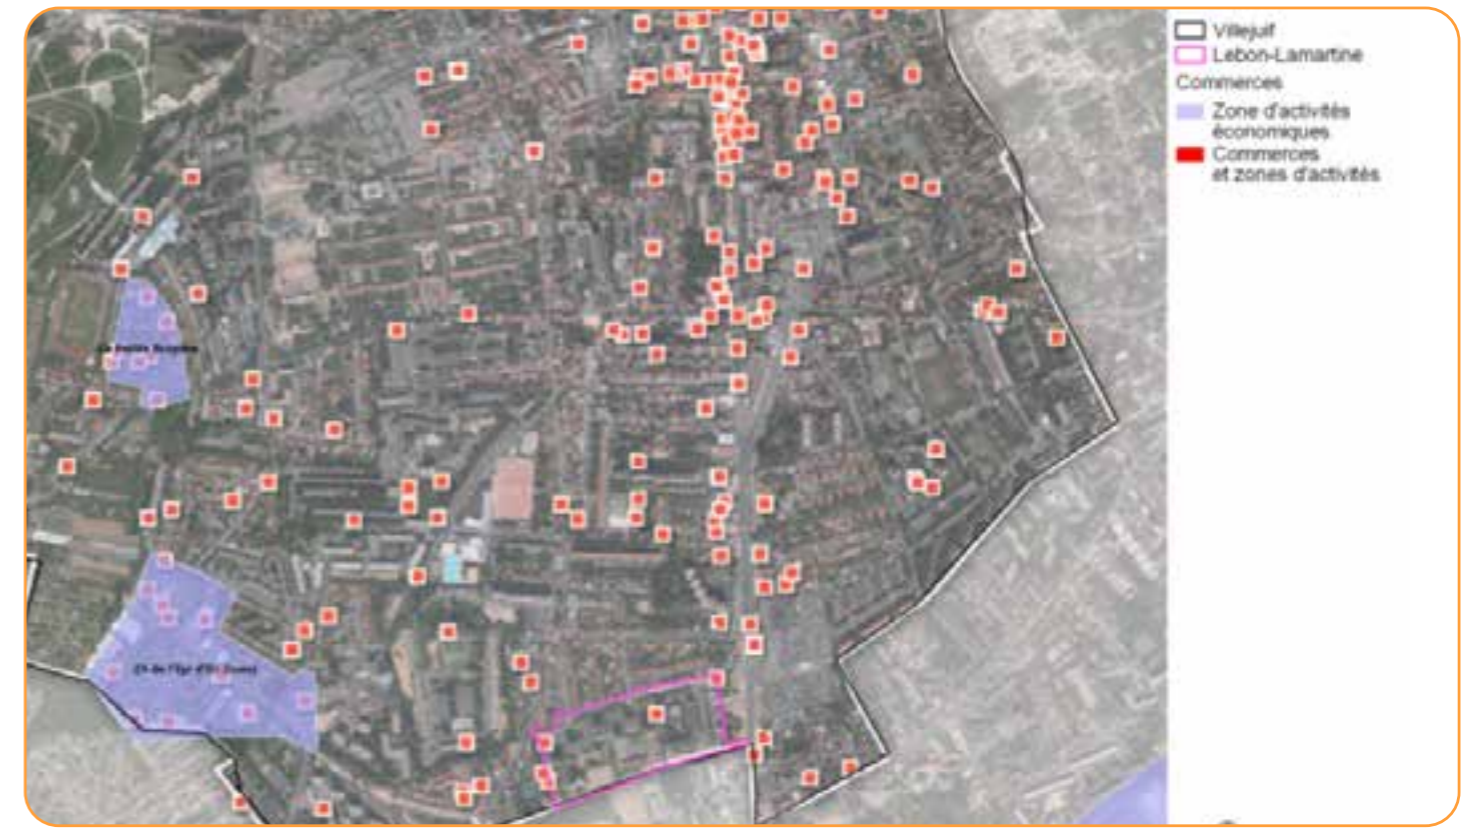 Villejuif
Lebon-Lamartine
Commerces
Zone d'activités
économiques
Commerces
et zones d'activités